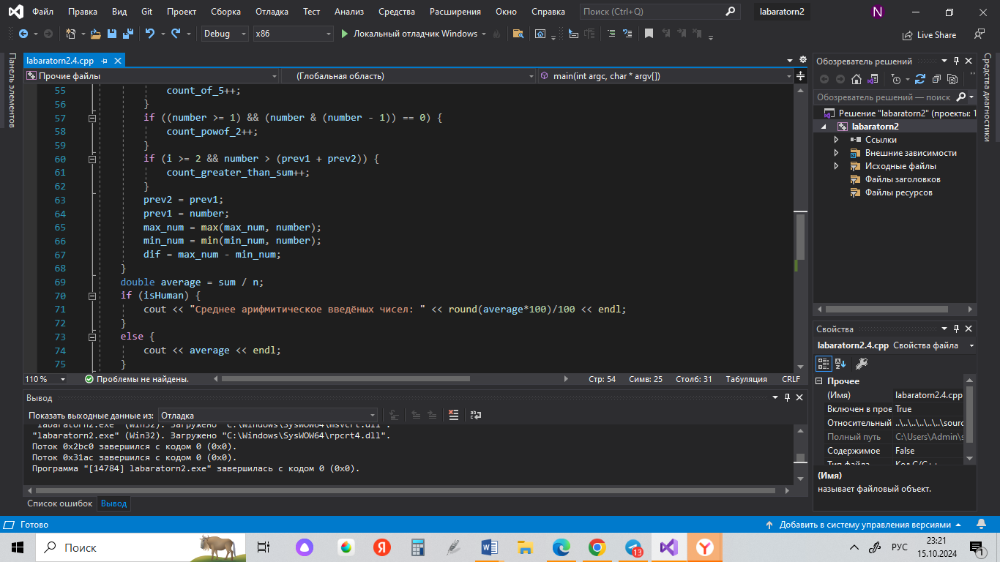 Файл Правка Вид Git Проект Сборка Отладка Тест Анализ Средства Расширения Окно Справка Поиск (Ctrl+Q) labaratorn2 N
Debug x86 Локальный отладчик Windows Live Share
Панель элементов
labaratorn2.4.cpp
Прочие файлы (Глобальная область) main(int argc, char * argv[])
55 count_of_5++;
56 }
57 if ((number >= 1) && (number & (number - 1)) == 0) {
58 count_powof_2++;
59 }
60 if (i >= 2 && number > (prev1 + prev2)) {
61 count_greater_than_sum++;
62 }
63 prev2 = prev1;
64 prev1 = number;
65 max_num = max(max_num, number);
66 min_num = min(min_num, number);
67 dif = max_num - min_num;
68 }
69 double average = sum / n;
70 if (isHuman) {
71 cout << "Среднее арифмитическое введёных чисел: " << round(average*100)/100 << endl;
72 }
73 else {
74 cout << average << endl;
75 }
110 % Проблемы не найдены. Стр: 54 Симв: 25 Столб: 31 Табуляция CRLF
Вывод
Показать выходные данные из: Отладка
"labaratorn2.exe" (Win32). Загружено "C:\Windows\SysWOW64\msvcrt.dll".
"labaratorn2.exe" (Win32). Загружено "C:\Windows\SysWOW64\rpcrt4.dll".
Поток 0x2bc0 завершился с кодом 0 (0x0).
Поток 0x31ac завершился с кодом 0 (0x0).
Программа "[14784] labaratorn2.exe" завершилась с кодом 0 (0x0).
Список ошибок Вывод
Обозреватель решений
Обозреватель решений — поиск
Решение "labaratorn2" (проекты: 1
labaratorn2
Ссылки
Внешние зависимости
Исходные файлы
Файлы заголовков
Файлы ресурсов
Свойства
labaratorn2.4.cpp Свойства файла
Прочее
(Имя) labaratorn2.4.cpp
Включен в прое True
Относительный ..\..\..\..\..\sourc
Полный путь C:\Users\Admin\s
Содержимое False
Тип файла Код C/C++
(Имя)
называет файловый объект.
Средства диагностики
Готово Добавить в систему управления версиями
Поиск
Я
13
Y
РУС
23:21
15.10.2024
1